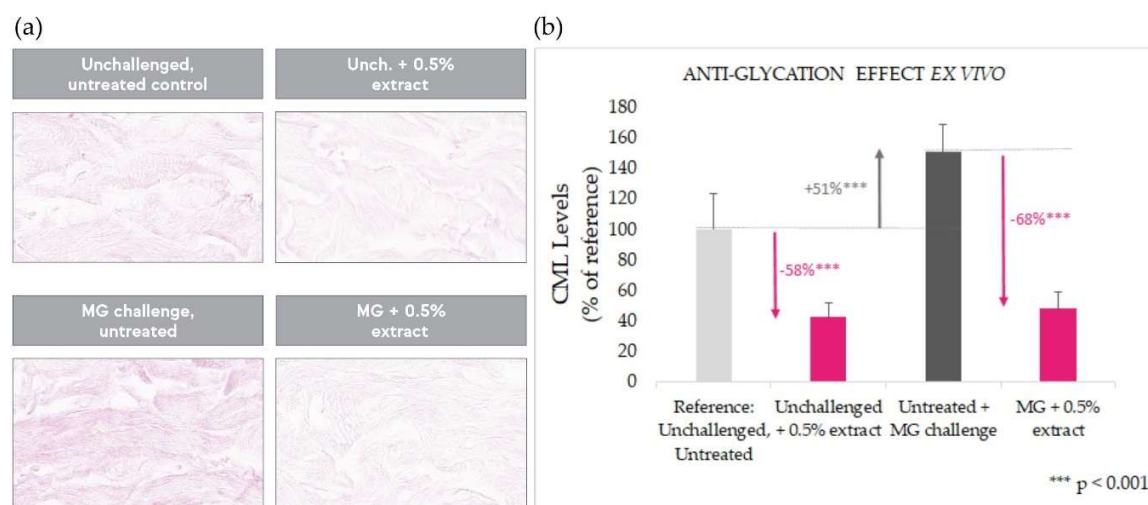 (a)
Unchallenged,
untreated control
Unch. + 0.5%
extract
MG challenge,
untreated
MG + 0.5%
extract
(b)
ANTI-GLYCATION EFFECT EX VIVO
CML Levels
(% of reference)
180
160
140
120
100
80
60
40
20
0
+51%***
-58%***
-68%***
Reference:
Unchallenged,
Untreated
Unchallenged
+ 0.5% extract
Untreated +
MG challenge
MG + 0.5%
extract
*** p < 0.001